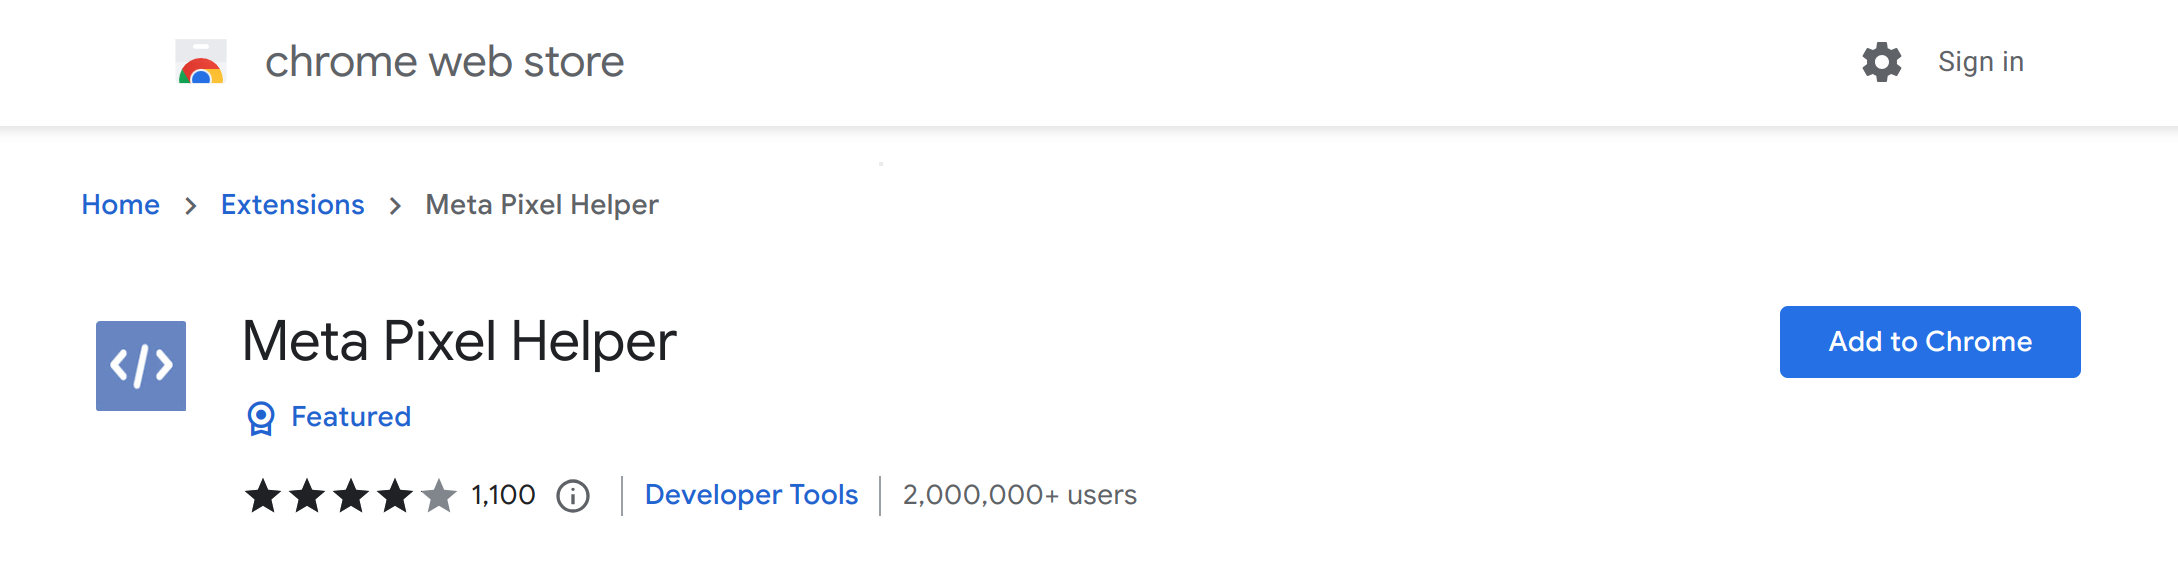 chrome web store
Sign in
Home > Extensions > Meta Pixel Helper
</> Meta Pixel Helper
Add to Chrome
Featured
1,100 | Developer Tools | 2,000,000+ users